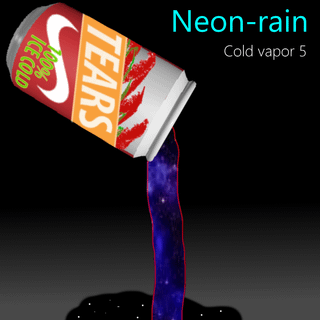 Neon-rain
Cold vapor 5
100%
ICE COLD
TEARS